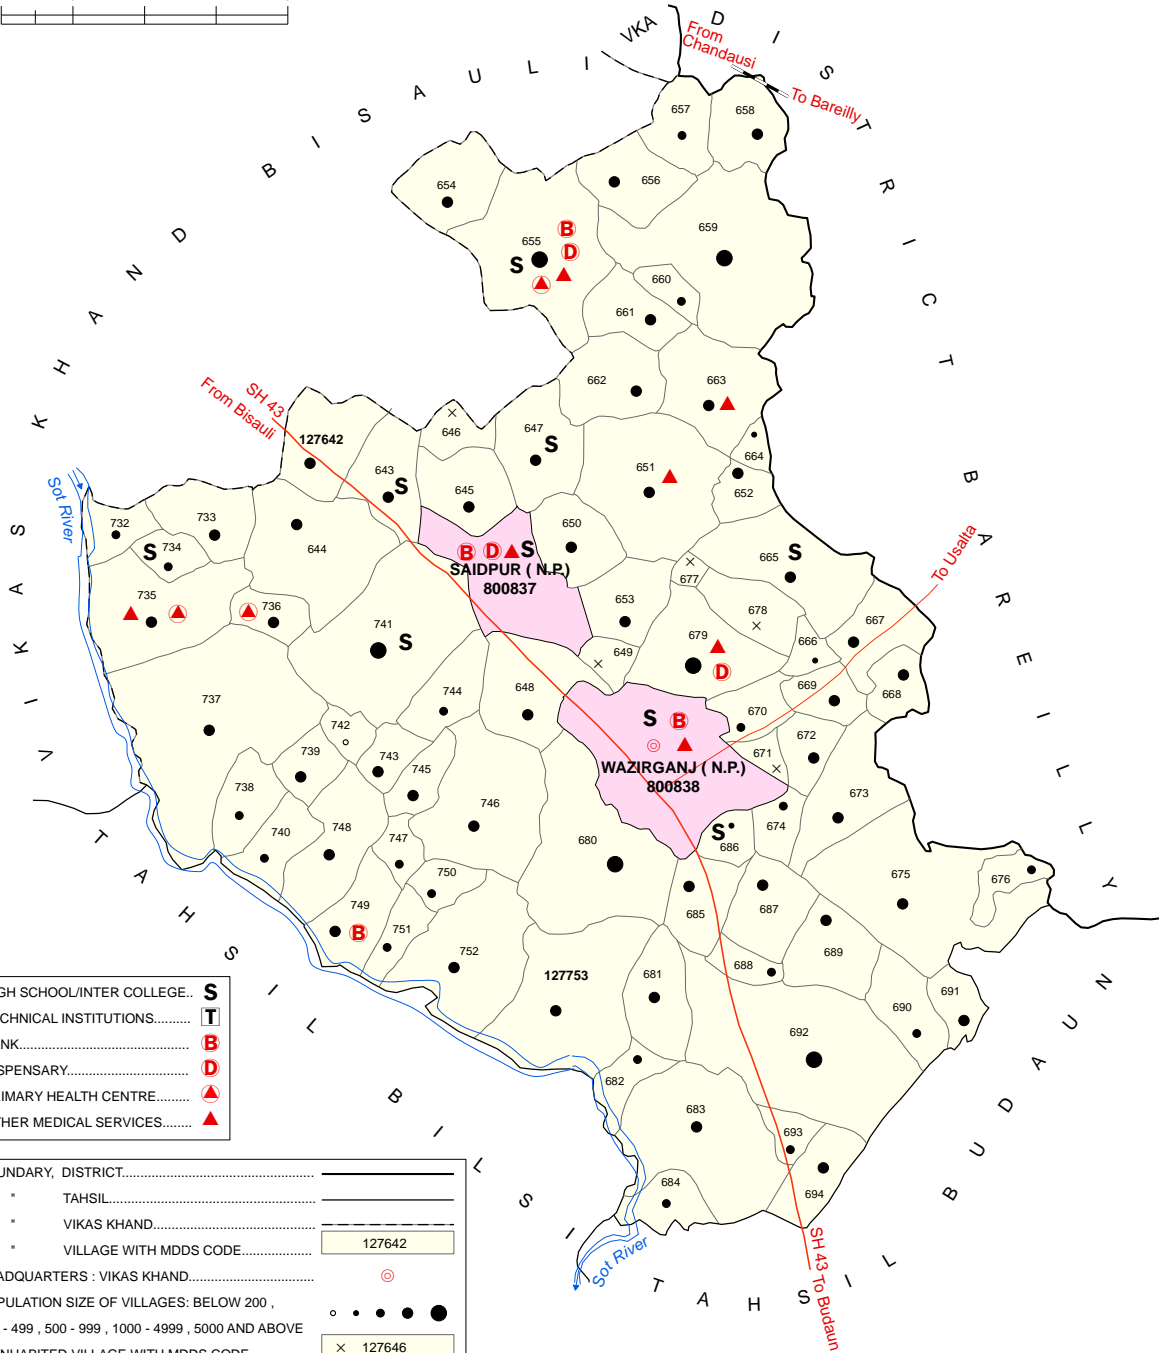 VIKAS KHAND BISAULI
VKA
DISTRICT BAREILLY
From
Chandausi
To Bareilly
657
658
656
654
659
655
B
D
S
660
661
662
663
SH 43
From Bisauli
127642
646
647
S
643
S
664
651
652
645
Sot River
732
733
644
650
S
734
B D S
SAIDPUR ( N.P.)
800837
665
S
677
To Usaita
735
736
741
S
653
678
667
679
D
666
649
668
669
737
744
648
670
742
S B
671
672
739
743
745
WAZIRGANJ ( N.P.)
800838
738
746
673
740
748
747
680
S
686
674
750
675
676
749
B
751
685
687
752
689
127753
681
688
690
691
692
682
683
693
684
694
TAHSIL BILSI
TAHSIL BUDAUN
Sot River
SH 43 To Budaun
GH SCHOOL/INTER COLLEGE.. S
CHNICAL INSTITUTIONS.......... T
NK.......................................... B
SPENSARY.............................. D
IMARY HEALTH CENTRE.........
THER MEDICAL SERVICES........
UNDARY, DISTRICT................................................
" TAHSIL....................................................
" VIKAS KHAND.........................................
" VILLAGE WITH MDDS CODE.................. 127642
ADQUARTERS : VIKAS KHAND................................
PULATION SIZE OF VILLAGES: BELOW 200 ,
- 499 , 500 - 999 , 1000 - 4999 , 5000 AND ABOVE
127646